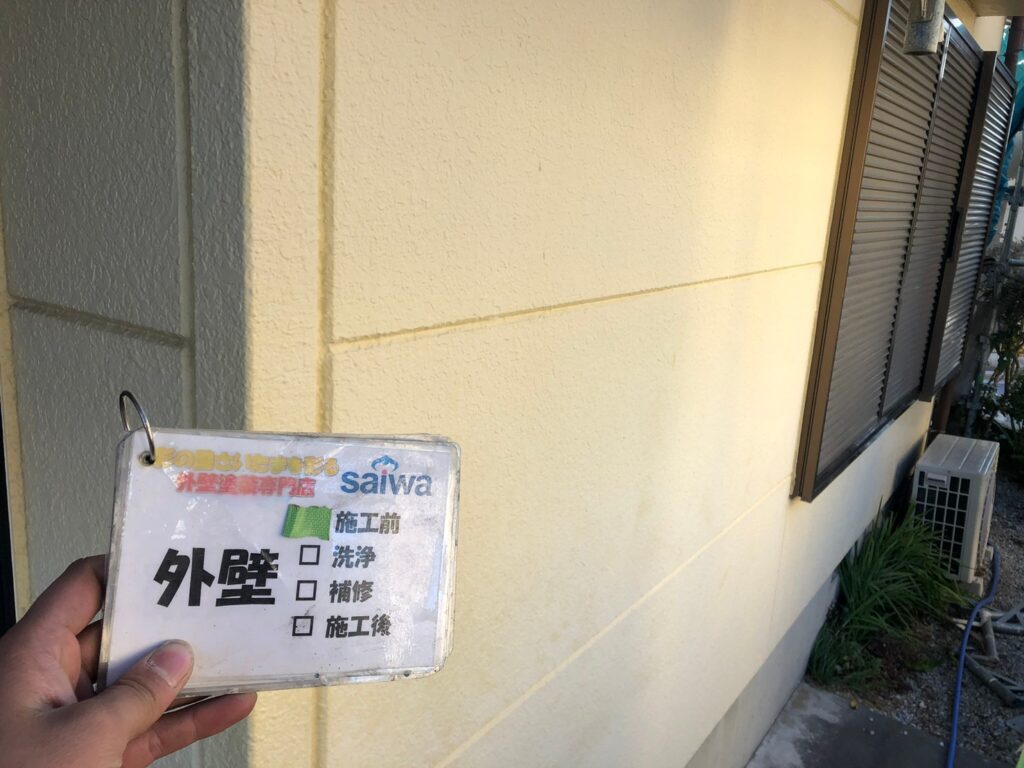 外壁塗装専門店
saiwa
外壁
施工前
□ 洗浄
□ 補修
□ 施工後